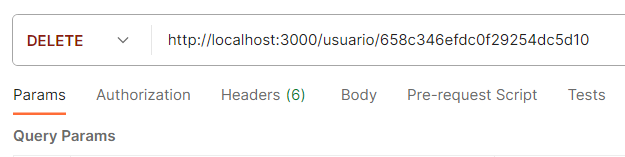 DELETE http://localhost:3000/usuario/658c346efdc0f29254dc5d10
Params Authorization Headers (6) Body Pre-request Script Tests
Query Params